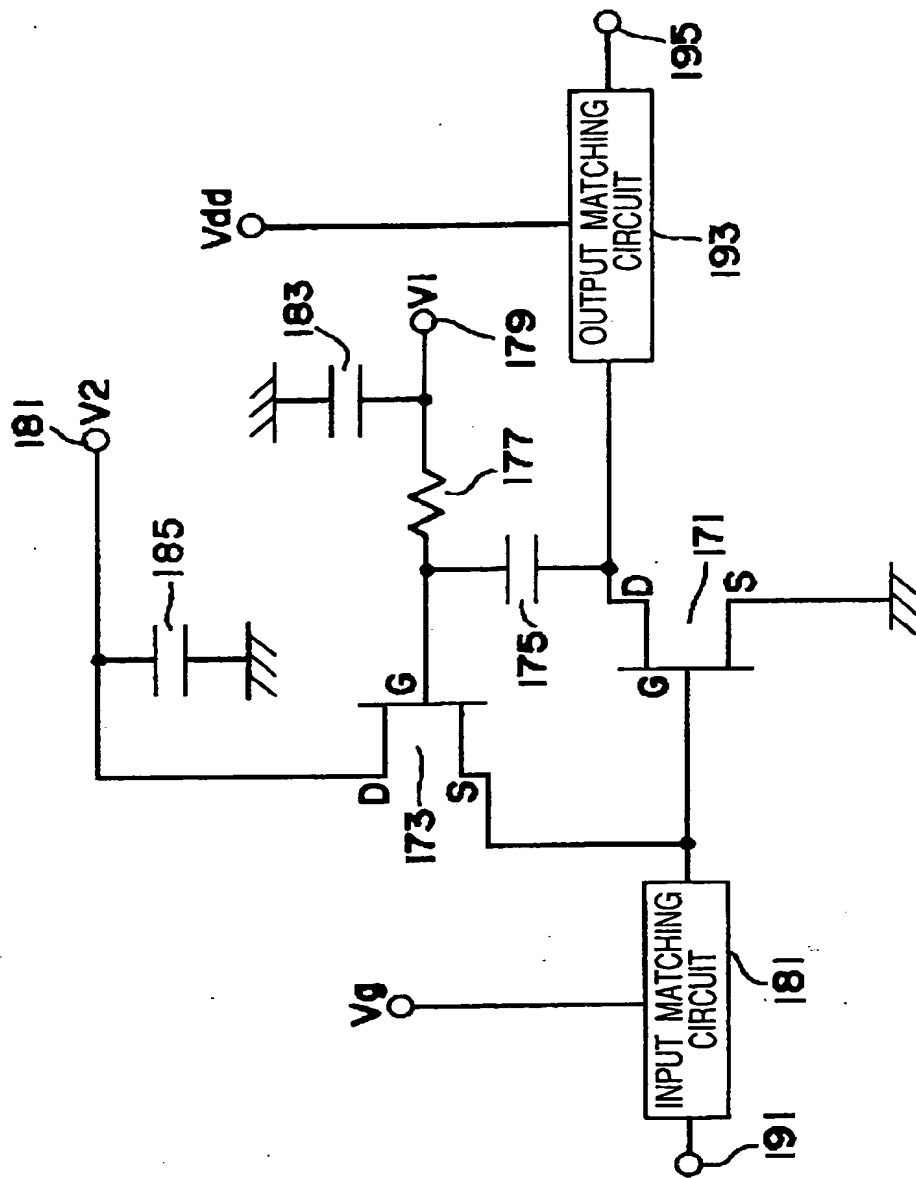 181
V2
185
Vdd
183
V1
179
177
D
G
S
173
175
D
G
S
171
Vg
INPUT MATCHING
CIRCUIT
181
191
OUTPUT MATCHING
CIRCUIT
193
195